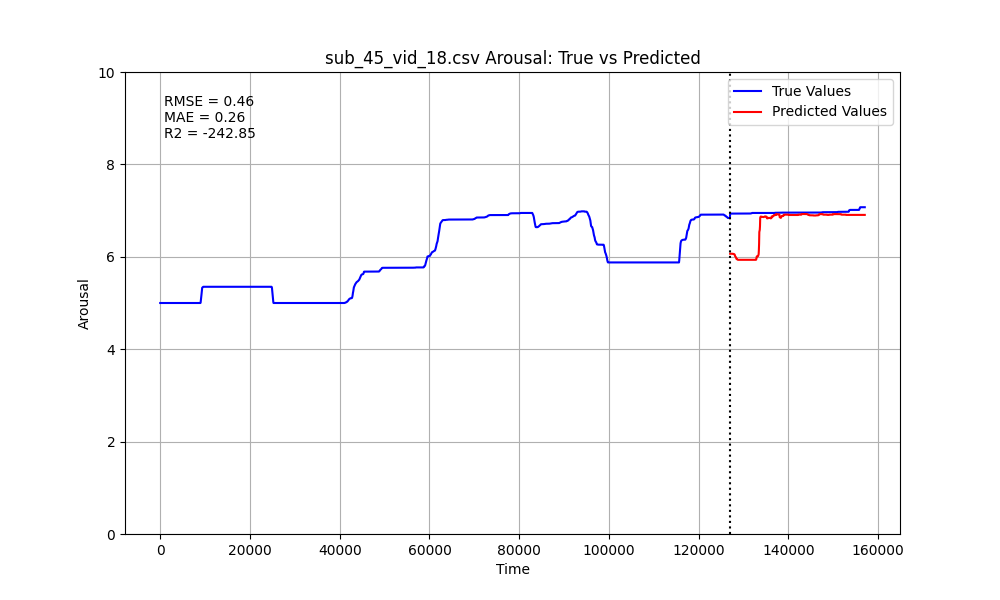 sub_45_vid_18.csv Arousal: True vs Predicted
RMSE = 0.46
MAE = 0.26
R2 = -242.85
True Values
Predicted Values
Arousal
10
8
6
4
2
0
0 20000 40000 60000 80000 100000 120000 140000 160000
Time